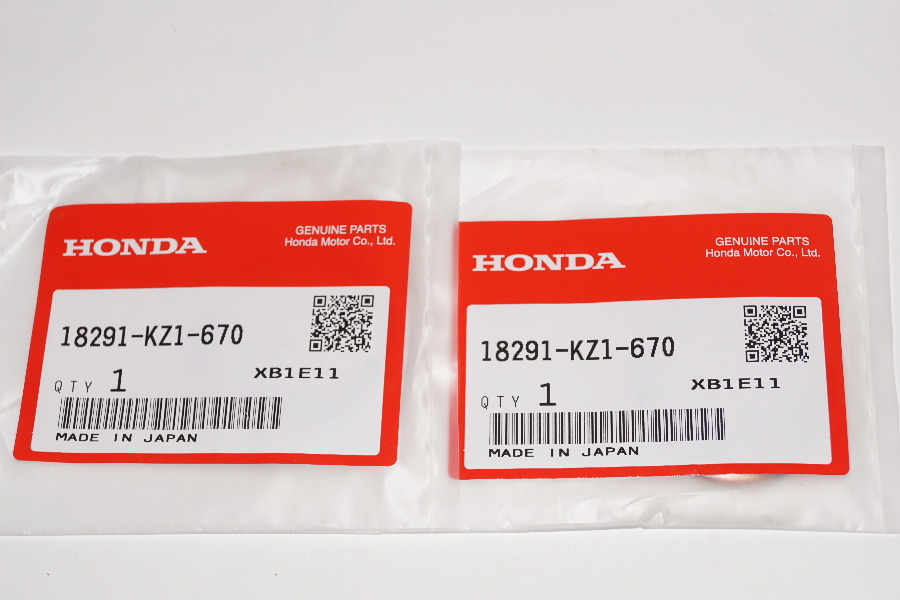 HONDA
GENUINE PARTS
Honda Motor Co., Ltd.
18291-KZ1-670
XB1E11
QTY 1
MADE IN JAPAN
HONDA
GENUINE PARTS
Honda Motor Co., Ltd.
18291-KZ1-670
XB1E11
QTY 1
MADE IN JAPAN